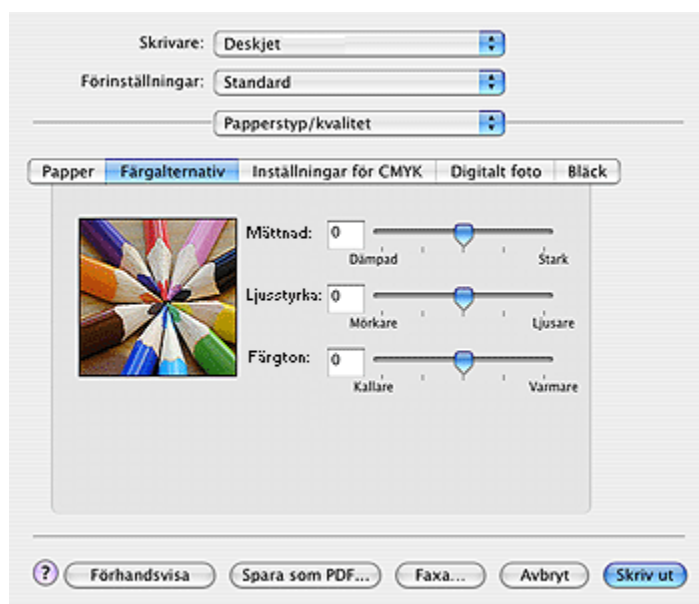 Skrivare: Deskjet
Förinställningar: Standard
Papperstyp/kvalitet
Papper Färgalternativ Inställningar för CMYK Digitalt foto Bläck
Mättnad: 0
Dämpad Stark
Ljusstyrka: 0
Mörkare Ljusare
Färgton: 0
Kallare Varmare
? Förhandsvisa Spara som PDF... Faxa... Avbryt Skriv ut